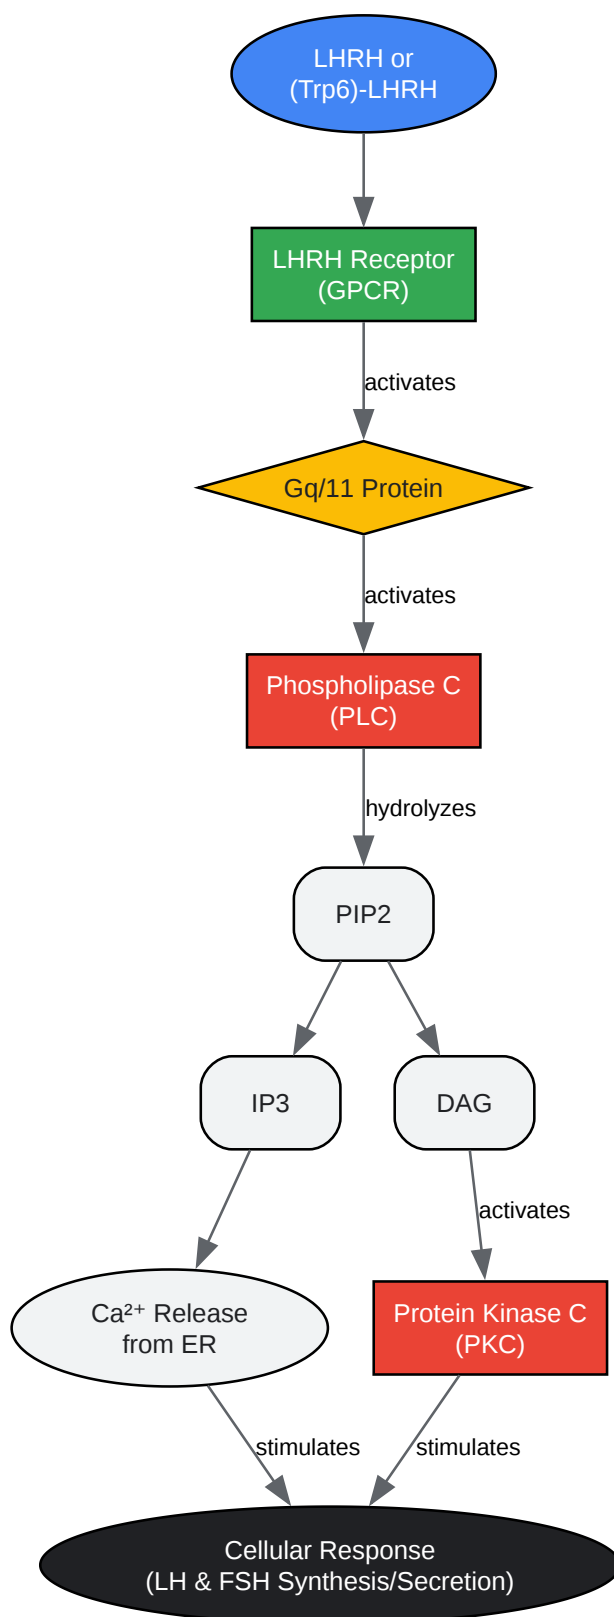 LHRH or
(Trp6)-LHRH
LHRH Receptor
(GPCR)
activates
Gq/11 Protein
activates
Phospholipase C
(PLC)
hydrolyzes
PIP2
IP3
DAG
activates
Ca²⁺ Release
from ER
Protein Kinase C
(PKC)
stimulates
stimulates
Cellular Response
(LH & FSH Synthesis/Secretion)